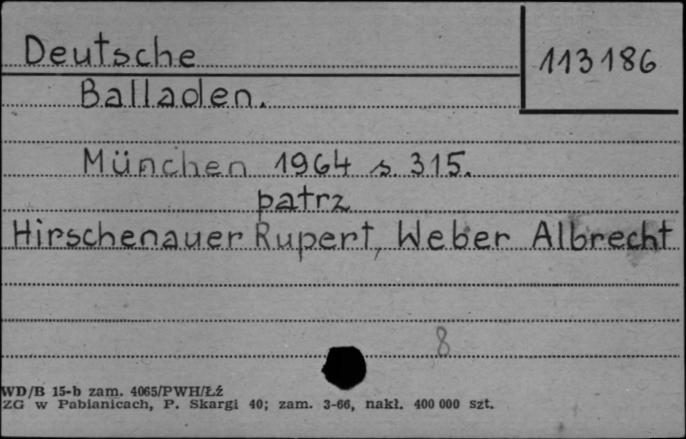 Deutsche
113186
Balladen.
München 1964 s. 315.
patrz
Hirschenauer Rupert, Weber Albrecht
8
WD/B 15-b zam. 4065/PWH/Łź
ZG w Pabianicach, P. Skargi 40; zam. 3-66, nakł. 400 000 szt.